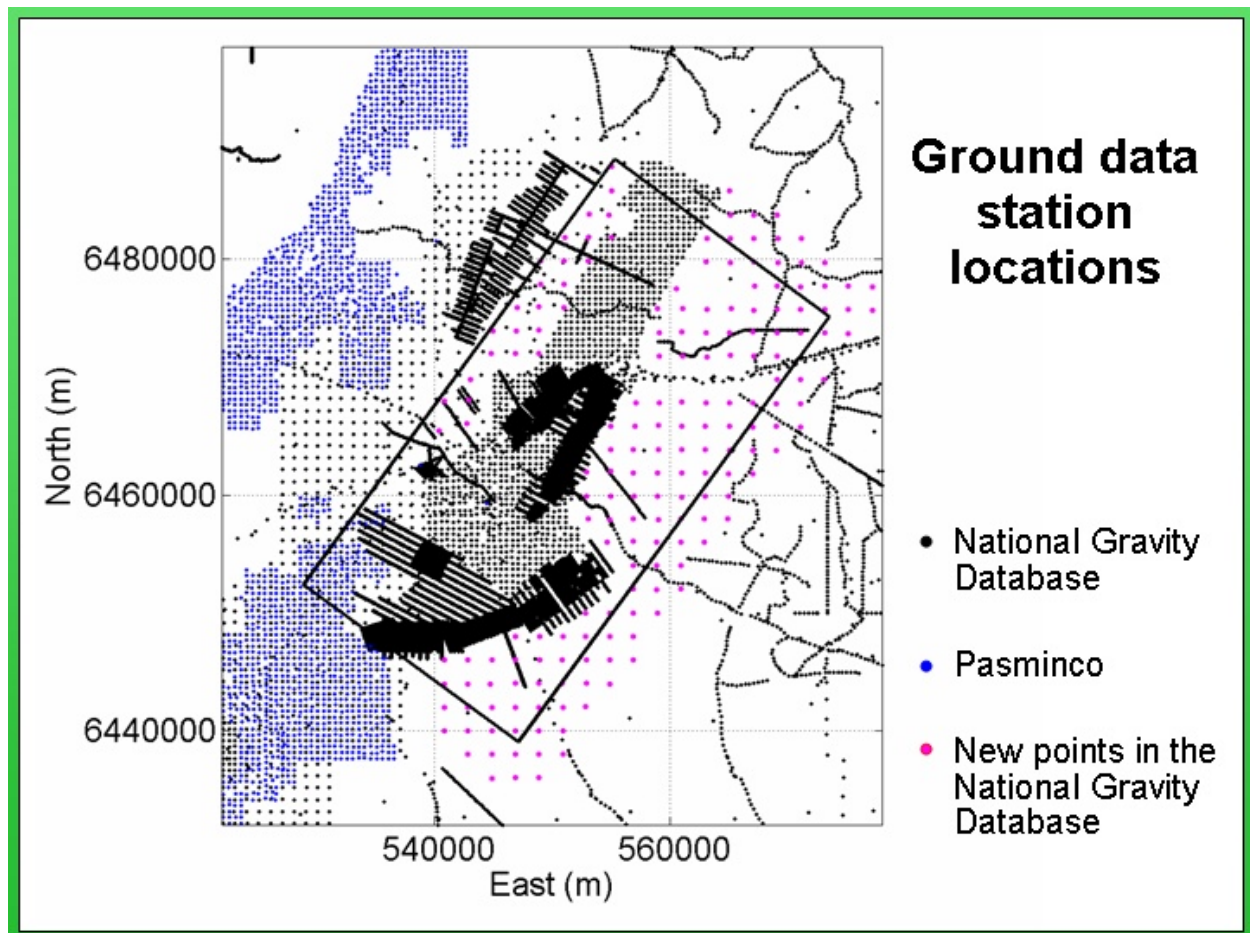 Ground data
station
locations
6480000
6460000
6440000
North (m)
540000
560000
East (m)
National Gravity
Database
Pasminco
New points in the
National Gravity
Database